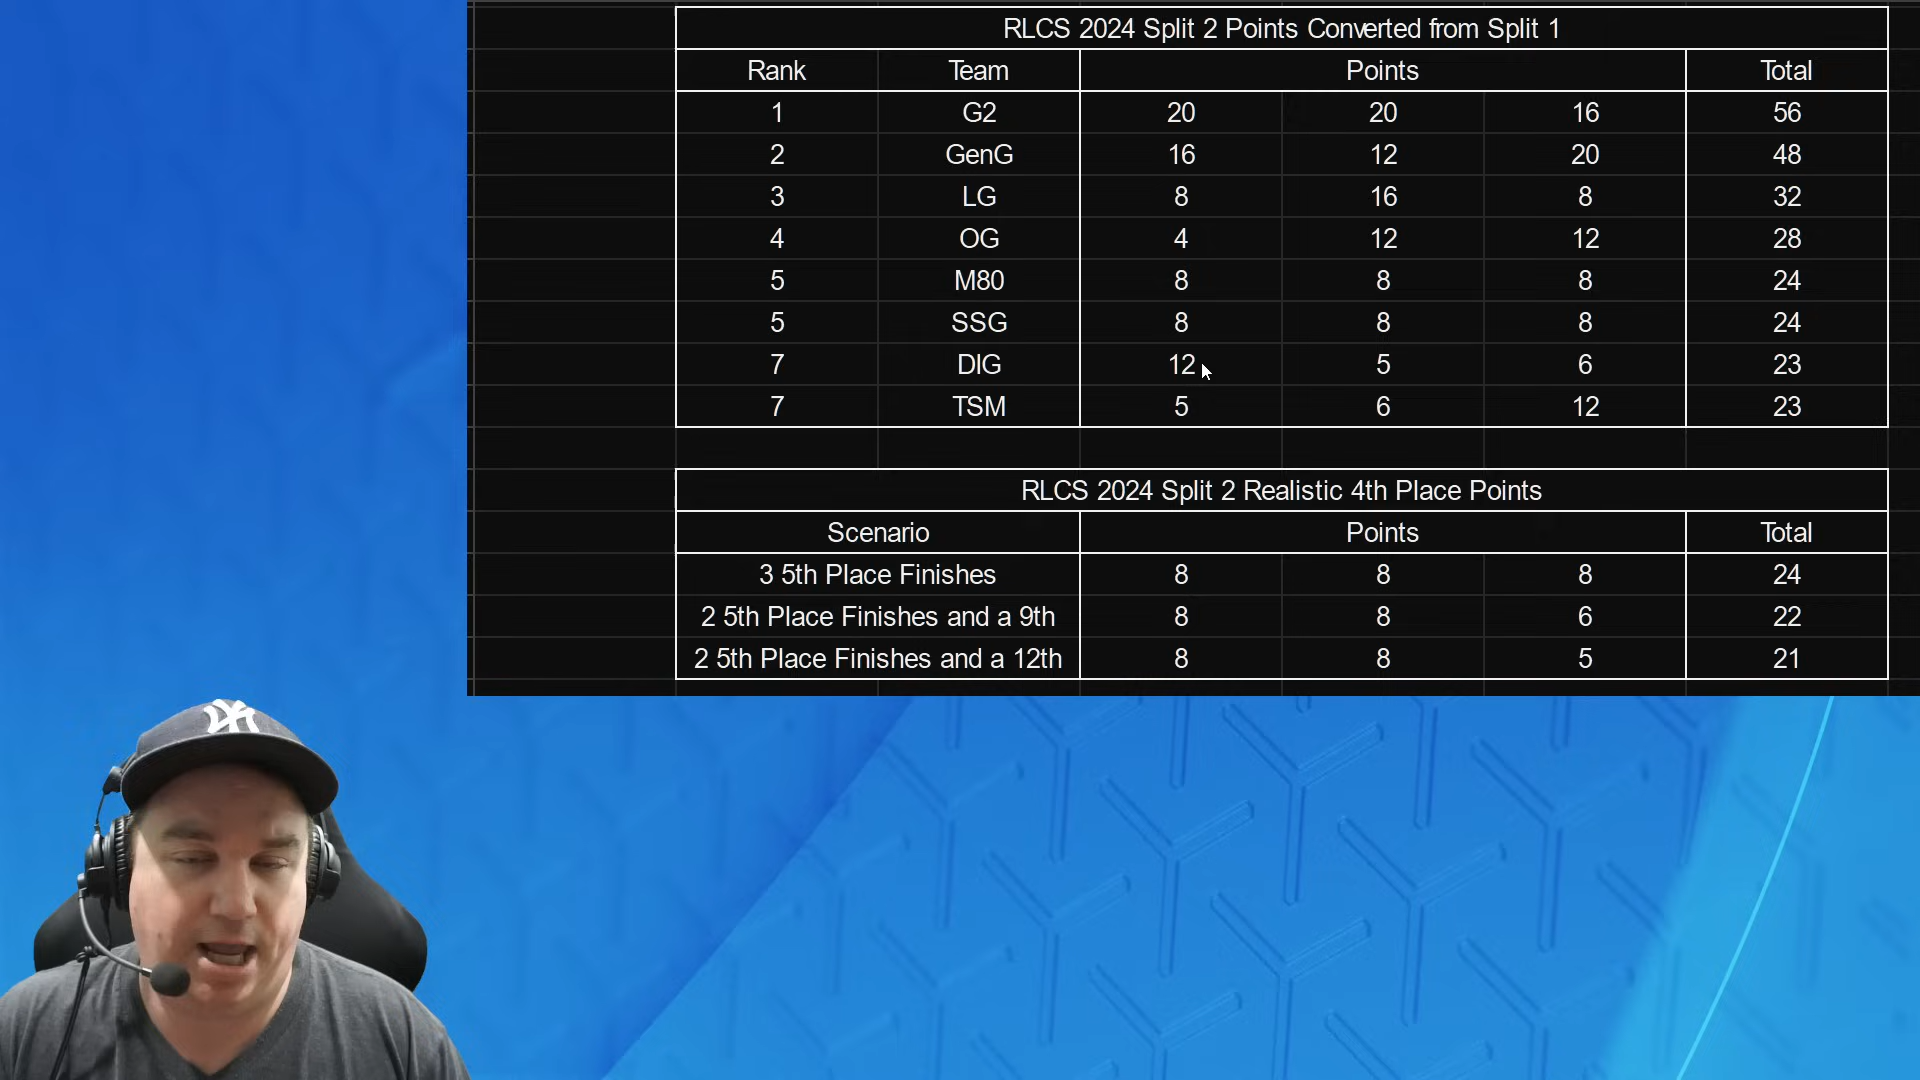 RLCS 2024 Split 2 Points Converted from Split 1
Rank Team Points Total
1 G2 20 20 16 56
2 GenG 16 12 20 48
3 LG 8 16 8 32
4 OG 4 12 12 28
5 M80 8 8 8 24
5 SSG 8 8 8 24
7 DIG 12 5 6 23
7 TSM 5 6 12 23
RLCS 2024 Split 2 Realistic 4th Place Points
Scenario Points Total
3 5th Place Finishes 8 8 8 24
2 5th Place Finishes and a 9th 8 8 6 22
2 5th Place Finishes and a 12th 8 8 5 21
NY